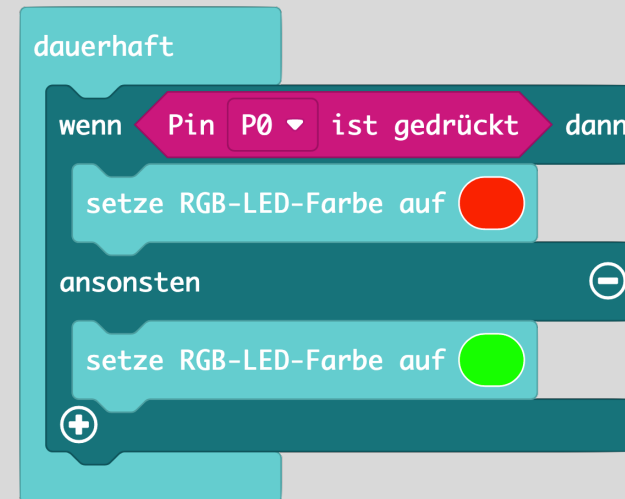 dauerhaft
wenn Pin P0 ist gedrückt dann
setze RGB-LED-Farbe auf
ansonsten
setze RGB-LED-Farbe auf